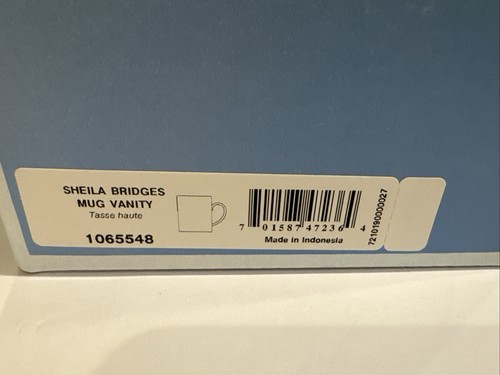 SHEILA BRIDGES
MUG VANITY
Tasse haute
1065548
7 01587 47236 4
Made in Indonesia
7210190000027